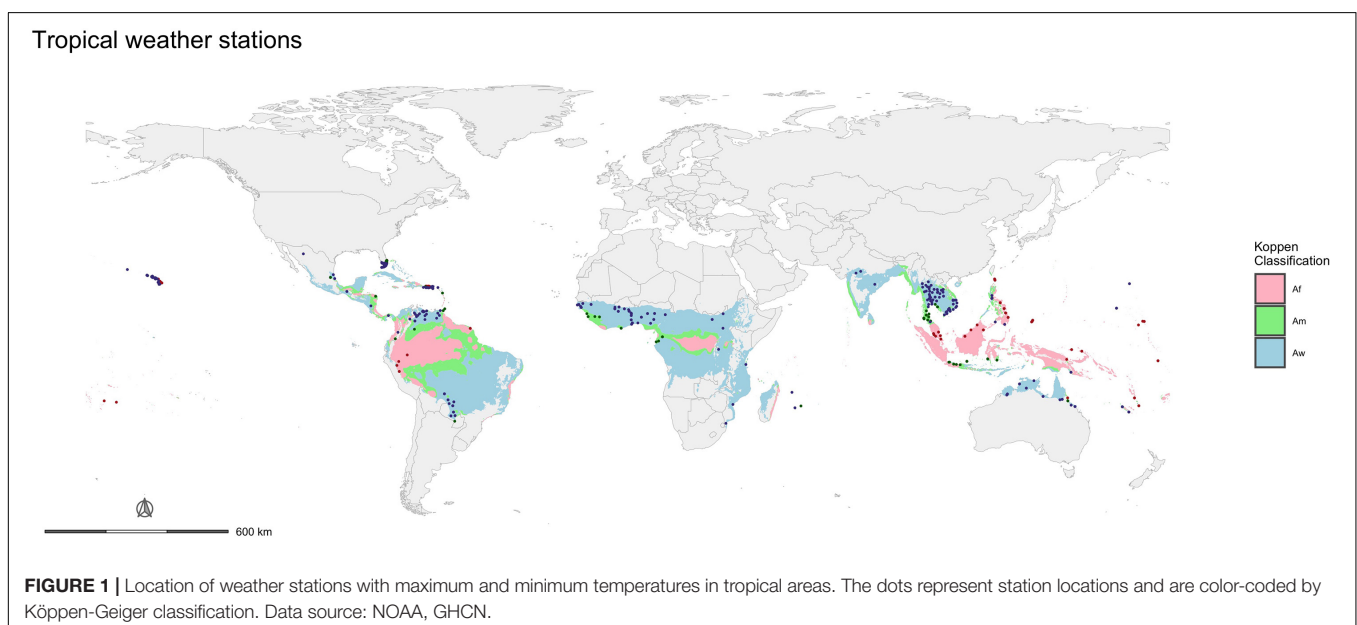 Tropical weather stations
Koppen
Classification
Af
Am
Aw
600 km
FIGURE 1 | Location of weather stations with maximum and minimum temperatures in tropical areas. The dots represent station locations and are color-coded by
Köppen-Geiger classification. Data source: NOAA, GHCN.